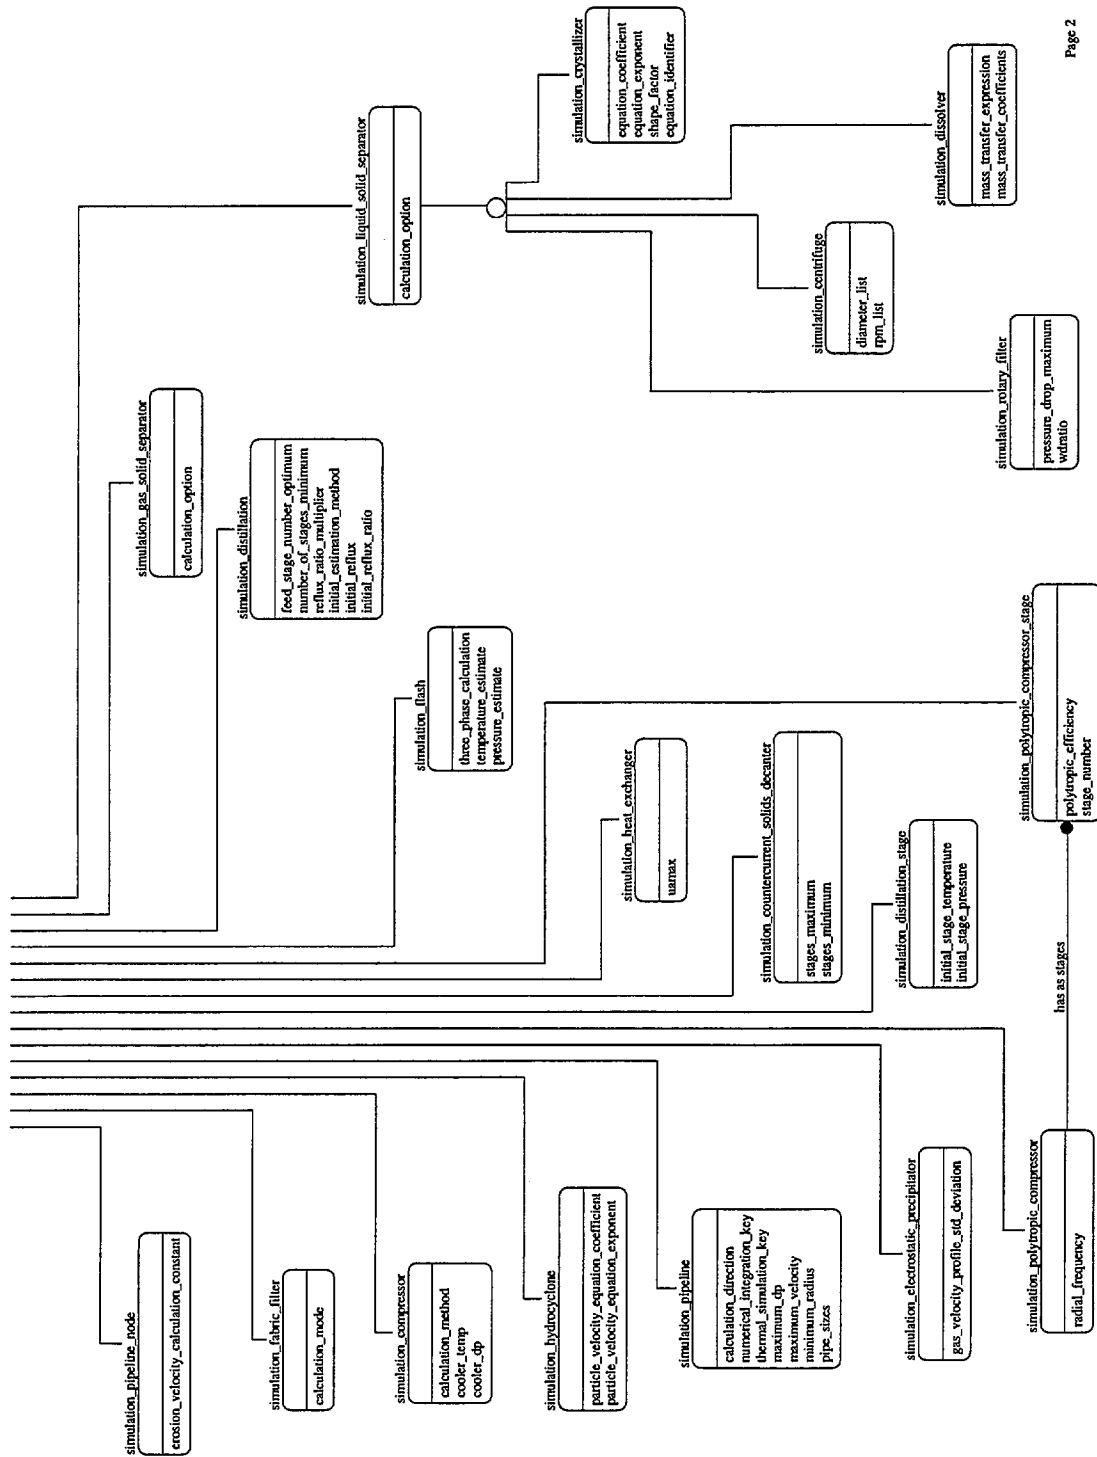 simulation_pipeline_node
erosion_velocity_calculation_constant
simulation_fabric_filter
calculation_mode
simulation_compressor
calculation_method
cooler_temp
cooler_dp
simulation_hydrocyclone
particle_velocity_equation_coefficient
particle_velocity_equation_exponent
simulation_pipeline
calculation_direction
numerical_integration_key
thermal_simulation_key
maximum_dp
maximum_velocity
minimum_radius
pipe_sizes
simulation_electrostatic_precipitator
gas_velocity_profile_std_deviation
simulation_polytropic_compressor
radial_frequency
has as stages
simulation_polytropic_compressor_stage
polytropic_efficiency
stage_number
simulation_distillation_stage
initial_stage_temperature
initial_stage_pressure
simulation_countercurrent_solids_decanter
stages_maximum
stages_minimum
simulation_heat_exchanger
uamax
simulation_flash
three_phase_calculation
temperature_estimate
pressure_estimate
simulation_distillation
feed_stage_number_optimum
number_of_stages_minimum
reflux_ratio_multiplier
initial_estimation_method
initial_reflux
initial_reflux_ratio
simulation_gas_solid_separator
calculation_option
simulation_liquid_solid_separator
calculation_option
simulation_rotary_filter
pressure_drop_maximum
wdratio
simulation_centrifuge
diameter_list
rpm_list
simulation_dissolver
mass_transfer_expression
mass_transfer_coefficients
simulation_crystallizer
equation_coefficient
equation_exponent
shape_factor
equation_identifier
Page 2